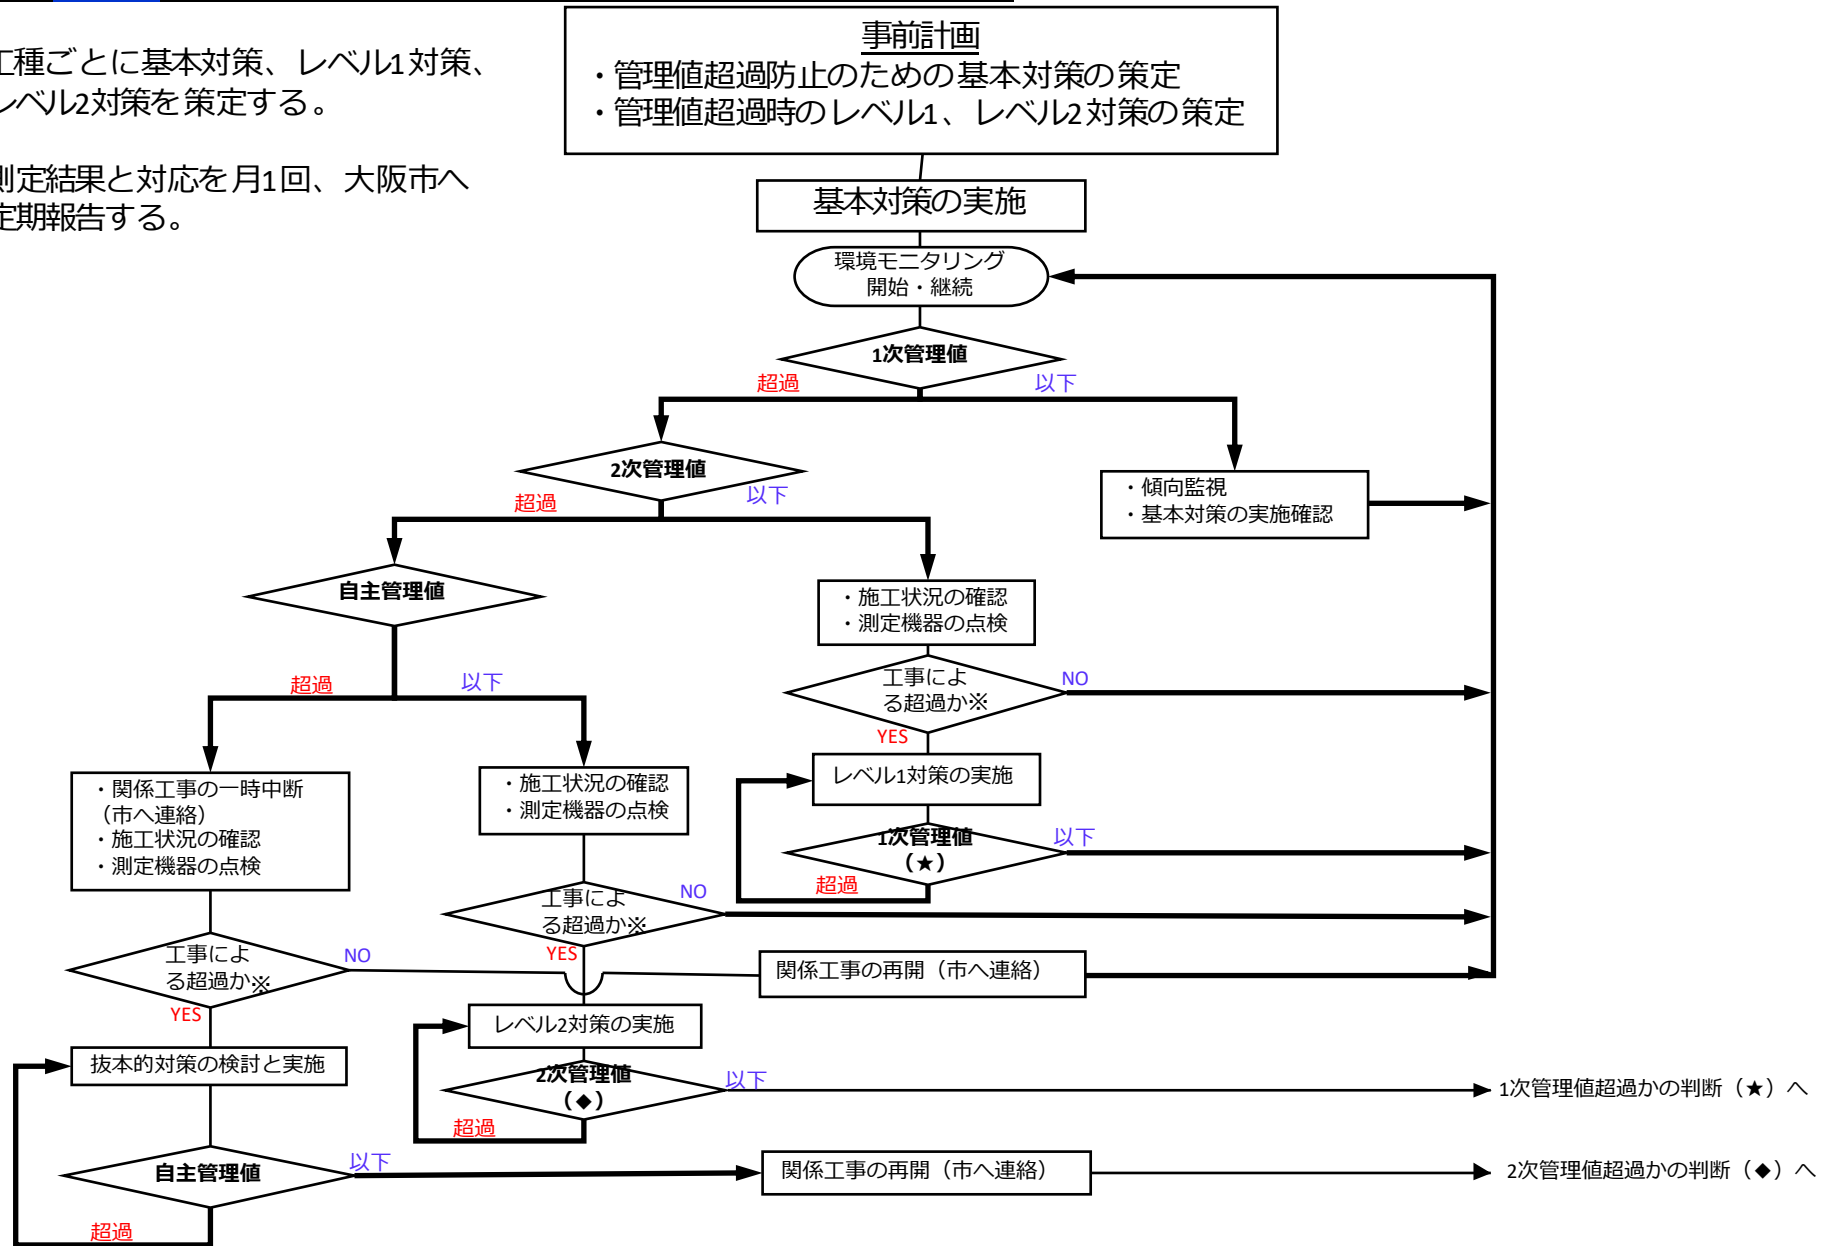 工種ごとに基本対策、レベル1対策、
レベル2対策を策定する。
測定結果と対応を月1回、大阪市へ
定期報告する。
事前計画
・管理値超過防止のための基本対策の策定
・管理値超過時のレベル1、レベル2対策の策定
基本対策の実施
環境モニタリング
開始・継続
1次管理値
超過
以下
2次管理値
超過
以下
・傾向監視
・基本対策の実施確認
自主管理値
超過
以下
・施工状況の確認
・測定機器の点検
工事によ
る超過か※
NO
YES
レベル1対策の実施
1次管理値
（★）
以下
超過
・関係工事の一時中断
（市へ連絡）
・施工状況の確認
・測定機器の点検
・施工状況の確認
・測定機器の点検
工事によ
る超過か※
NO
YES
工事によ
る超過か※
NO
YES
関係工事の再開（市へ連絡）
レベル2対策の実施
2次管理値
（◆）
以下
超過
1次管理値超過かの判断（★）へ
抜本的対策の検討と実施
自主管理値
以下
超過
関係工事の再開（市へ連絡）
2次管理値超過かの判断（◆）へ